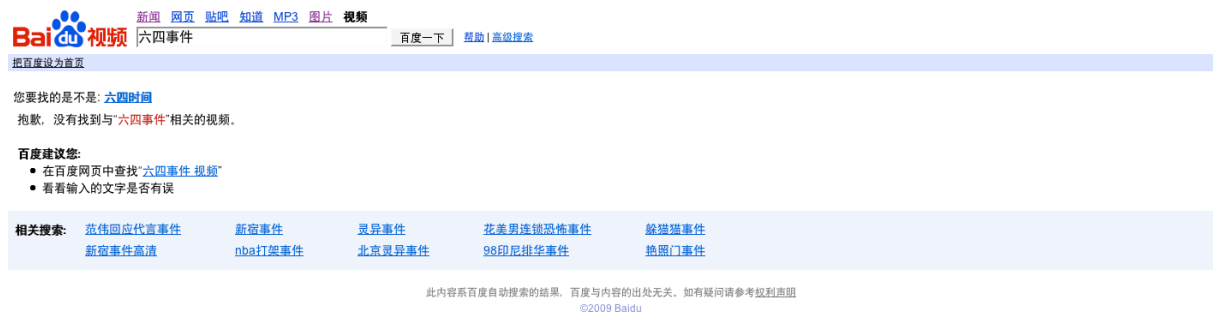 Bai du 视频 新闻 网页 贴吧 知道 MP3 图片 视频
六四事件 百度一下 帮助 | 高级搜索
把百度设为首页
您要找的是不是: 六四时间
抱歉，没有找到与"六四事件"相关的视频。
百度建议您:
• 在百度网页中查找"六四事件 视频"
• 看看输入的文字是否有误
相关搜索: 范伟回应代言事件 新宿事件 灵异事件 花美男连锁恐怖事件 躲猫猫事件
新宿事件高清 nba打架事件 北京灵异事件 98印尼排华事件 艳照门事件
此内容系百度自动搜索的结果，百度与内容的出处无关。如有疑问请参考权利声明
©2009 Baidu